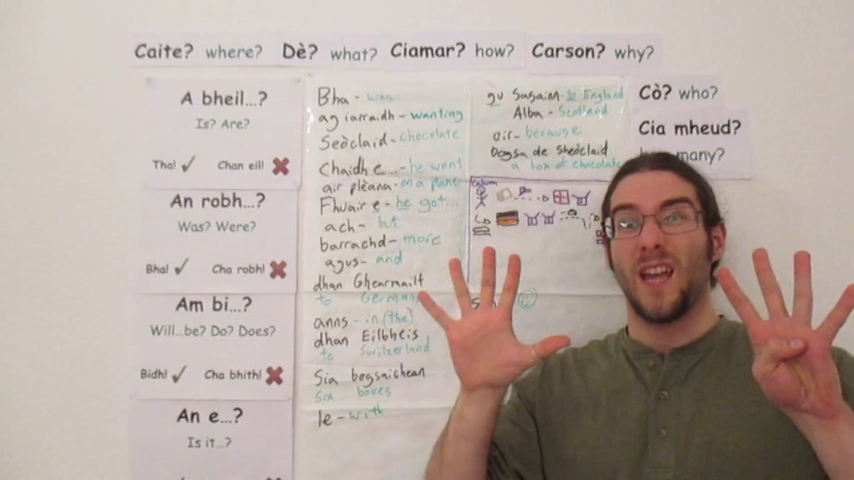 Caite? where? Dè? what? Ciamar? how? Carson? why?
A bheil...?
Is? Are?
Tha! Chan eil!
An robh...?
Was? Were?
Bha! Cha robh!
Am bi...?
Will...be? Do? Does?
Bidh! Cha bhith!
An e...?
Is it...?
Bha - was
ag iarraidh - wanting
Seòclaid - chocolate
Chaidh e... - he went
air plèana - on a plane
Fhuair e - he got...
ach - but
barrachd - more
agus - and
dhan Ghearmailt
to Germany
anns - in (the)
dhan Eilbheis
to Switzerland
Sia bogsaichean
six boxes
le - with
gu Sasainn - to England
Alba - Scotland
air - because
Bogsa de Sheòclaid
a box of chocolate
Calum
Cò? who?
Cia mheud?
many?